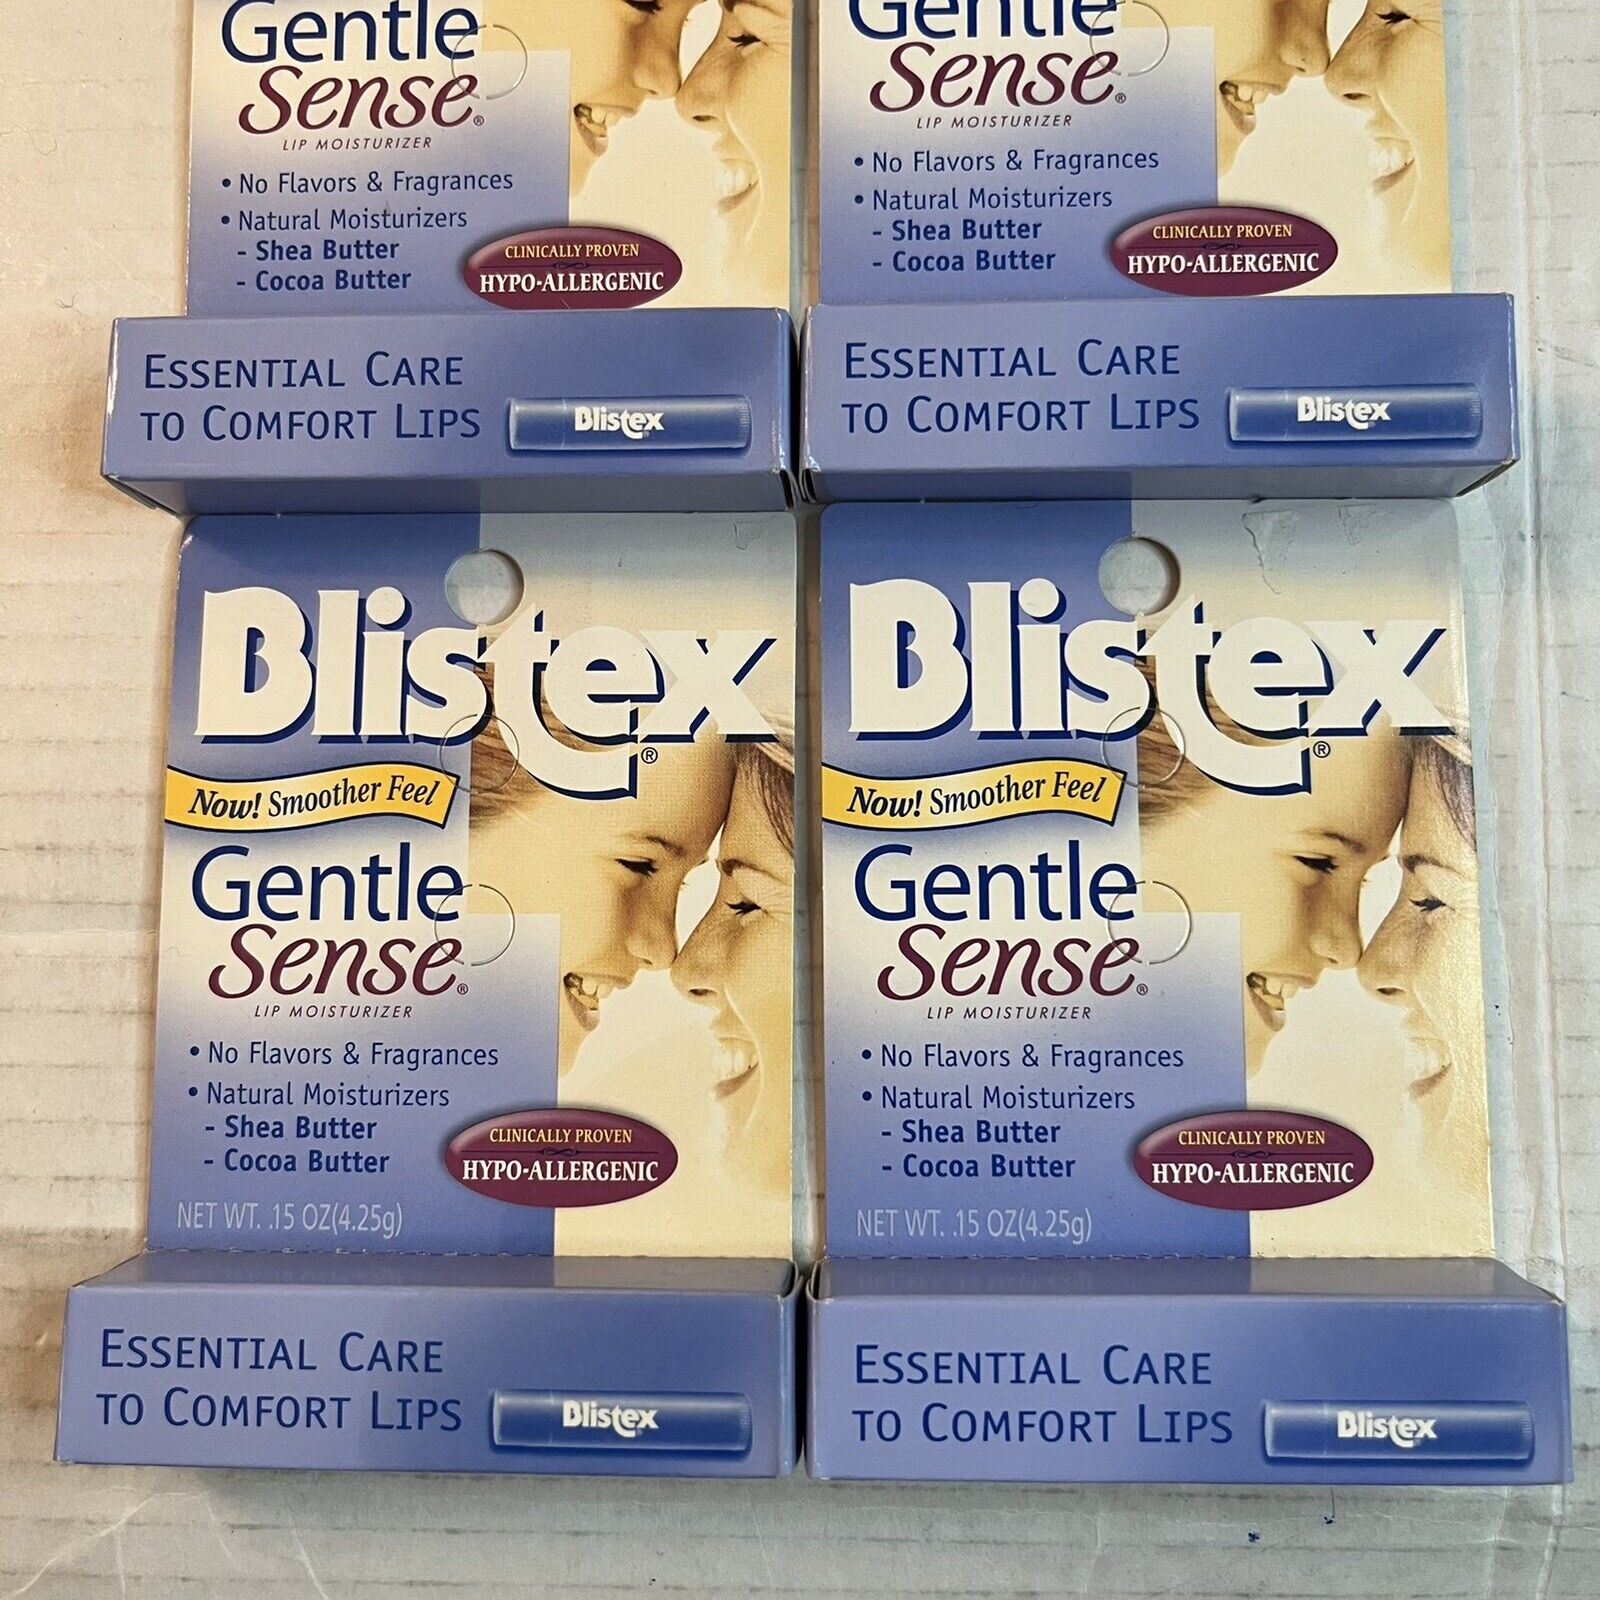 Gentle
Sense®
LIP MOISTURIZER
• No Flavors & Fragrances
• Natural Moisturizers
- Shea Butter
- Cocoa Butter
CLINICALLY PROVEN
HYPO-ALLERGENIC
ESSENTIAL CARE
TO COMFORT LIPS
Blistex
Gentle
Sense®
LIP MOISTURIZER
• No Flavors & Fragrances
• Natural Moisturizers
- Shea Butter
- Cocoa Butter
CLINICALLY PROVEN
HYPO-ALLERGENIC
ESSENTIAL CARE
TO COMFORT LIPS
Blistex
Blistex®
Now! Smoother Feel
Gentle
Sense®
LIP MOISTURIZER
• No Flavors & Fragrances
• Natural Moisturizers
- Shea Butter
- Cocoa Butter
CLINICALLY PROVEN
HYPO-ALLERGENIC
NET WT. .15 OZ(4.25g)
ESSENTIAL CARE
TO COMFORT LIPS
Blistex
Blistex®
Now! Smoother Feel
Gentle
Sense®
LIP MOISTURIZER
• No Flavors & Fragrances
• Natural Moisturizers
- Shea Butter
- Cocoa Butter
CLINICALLY PROVEN
HYPO-ALLERGENIC
NET WT. .15 OZ(4.25g)
ESSENTIAL CARE
TO COMFORT LIPS
Blistex